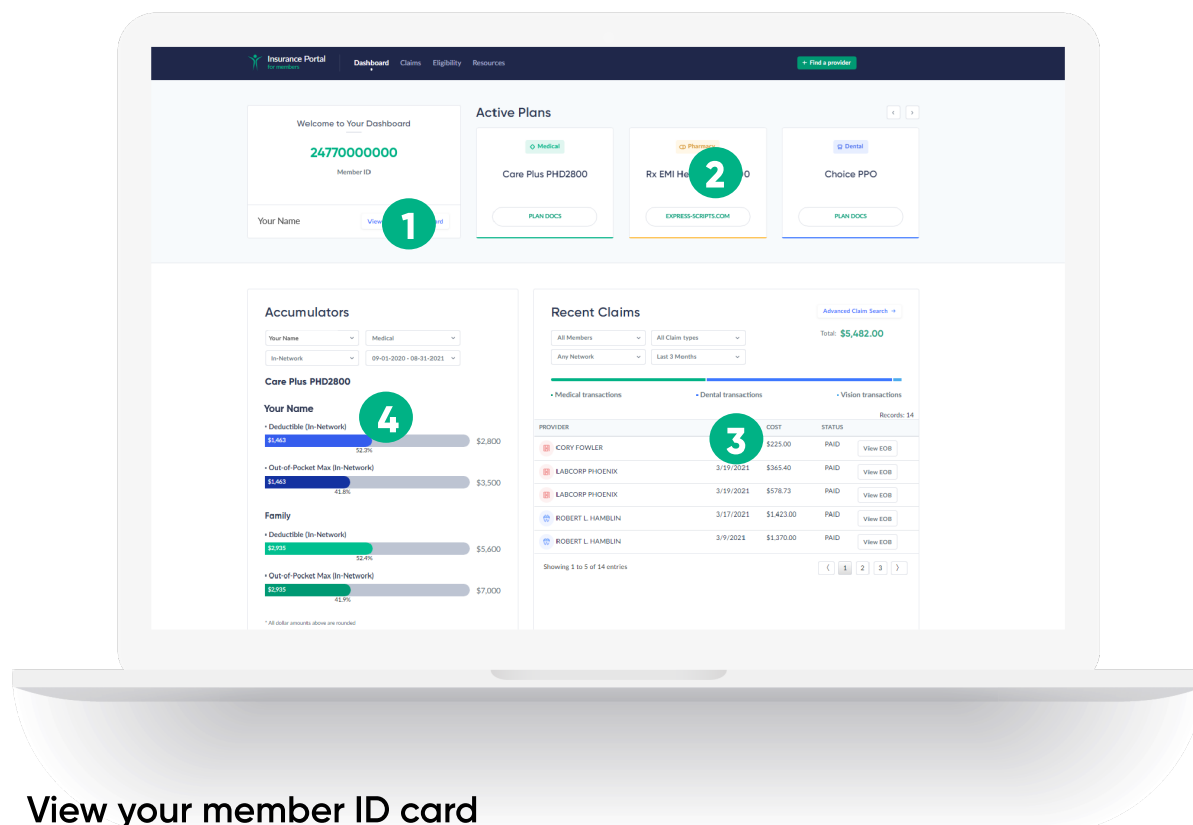 Insurance Portal
for members
Dashboard Claims Eligibility Resources
+ Find a provider
Welcome to Your Dashboard
24770000000
Member ID
Your Name
View
1
Active Plans
Medical
Care Plus PHD2800
PLAN DOCS
Pharmacy
Rx EMI
2
EXPRESS-SCRIPTS.COM
Dental
Choice PPO
PLAN DOCS
Accumulators
Your Name Medical
In-Network 09-01-2020 - 08-31-2021
Care Plus PHD2800
Your Name
4
• Deductible (In-Network)
$1,463 $2,800
52.3%
• Out-of-Pocket Max (In-Network)
$1,463 $3,500
41.8%
Family
• Deductible (In-Network)
$2,935 $5,600
52.4%
• Out-of-Pocket Max (In-Network)
$2,935 $7,000
41.9%
* All dollar amounts above are rounded
Recent Claims
Advanced Claim Search →
All Members All Claim types
Total: $5,482.00
Any Network Last 3 Months
• Medical transactions • Dental transactions • Vision transactions
Records: 14
PROVIDER COST STATUS
3
CORY FOWLER $225.00 PAID View EOB
LABCORP PHOENIX 3/19/2021 $365.40 PAID View EOB
LABCORP PHOENIX 3/19/2021 $578.73 PAID View EOB
ROBERT L. HAMBLIN 3/17/2021 $1,423.00 PAID View EOB
ROBERT L. HAMBLIN 3/9/2021 $1,370.00 PAID View EOB
Showing 1 to 5 of 14 entries
1 2 3
View your member ID card